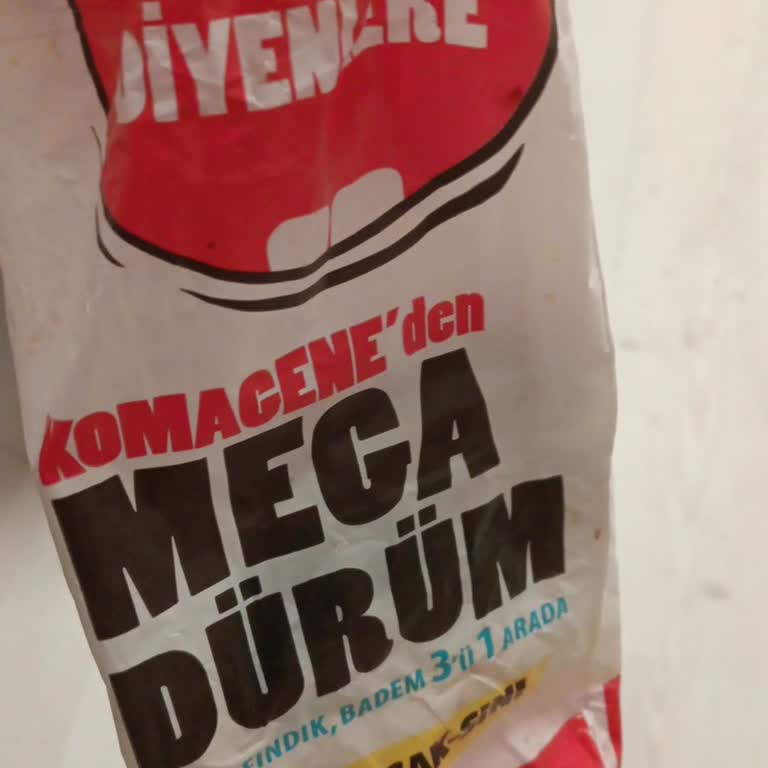 DİYENLERE
KOMAGENE'den
MEGA
DÜRÜM
FINDIK, BADEM 3'ü 1 ARADA